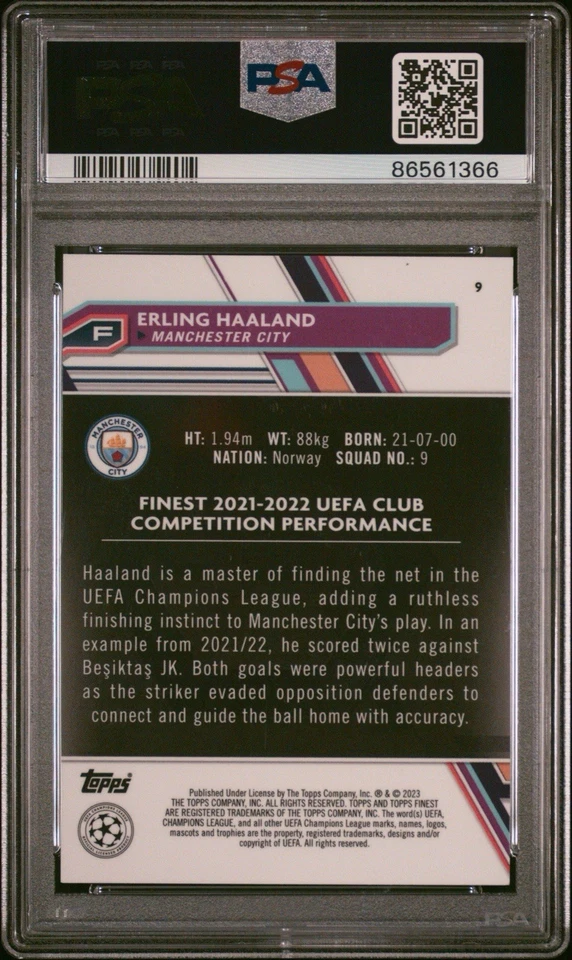 PSA
86561366
9
F
ERLING HAALAND
MANCHESTER CITY
MANCHESTER
CITY
HT: 1.94m WT: 88kg BORN: 21-07-00
NATION: Norway SQUAD NO.: 9
FINEST 2021-2022 UEFA CLUB
COMPETITION PERFORMANCE
Haaland is a master of finding the net in the
UEFA Champions League, adding a ruthless
finishing instinct to Manchester City's play. In an
example from 2021/22, he scored twice against
Beşiktaş JK. Both goals were powerful headers
as the striker evaded opposition defenders to
connect and guide the ball home with accuracy.
Topps
Published Under License by The Topps Company, Inc. ® & © 2023
THE TOPPS COMPANY, INC. ALL RIGHTS RESERVED. TOPPS AND TOPPS FINEST
ARE REGISTERED TRADEMARKS OF THE TOPPS COMPANY, INC. The word(s) UEFA,
CHAMPIONS LEAGUE, and all other UEFA Champions League marks, names, logos,
mascots and trophies are the property, registered trademarks, designs and/or
copyright of UEFA. All rights reserved.
PSA